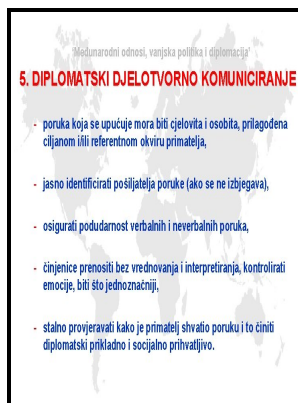 'Međunarodni odnosi, vanjska politika i diplomacija'
5. DIPLOMATSKI DJELOTVORNO KOMUNICIRANJE
- poruka koja se upućuje mora biti cjelovita i osobita, prilagođena
ciljanom i/ili referentnom okviru primatelja,
- jasno identificirati pošiljatelja poruke (ako se ne izbjegava),
- osigurati podudarnost verbalnih i neverbalnih poruka,
- činjenice prenositi bez vrednovanja i interpretiranja, kontrolirati
emocije, biti što jednoznačniji,
- stalno provjeravati kako je primatelj shvatio poruku i to činiti
diplomatski prikladno i socijalno prihvatljivo.